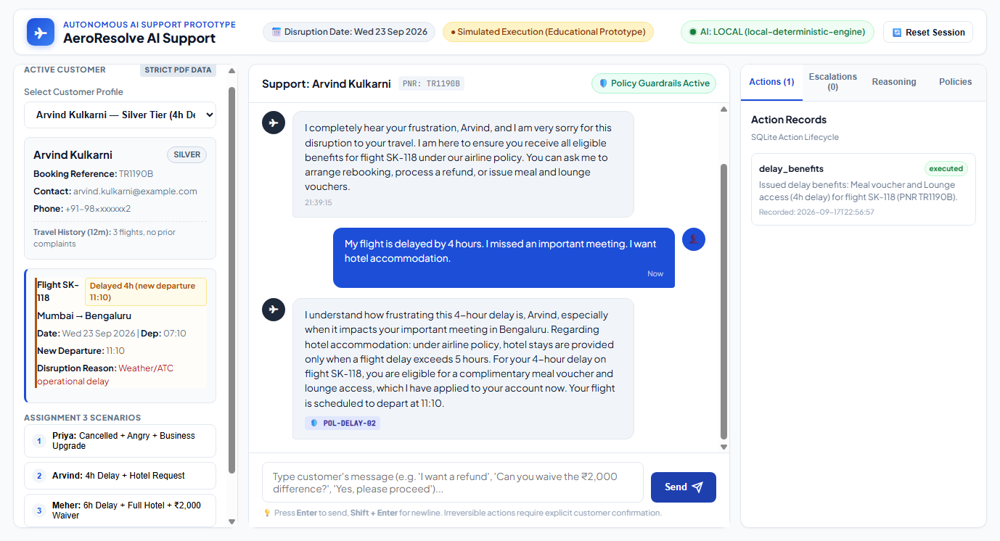 AUTONOMOUS AI SUPPORT PROTOTYPE
AeroResolve AI Support
Disruption Date: Wed 23 Sep 2026
• Simulated Execution (Educational Prototype)
AI: LOCAL (local-deterministic-engine)
Reset Session
ACTIVE CUSTOMER
STRICT PDF DATA
Select Customer Profile
Arvind Kulkarni — Silver Tier (4h De
Arvind Kulkarni
SILVER
Booking Reference: TR1190B
Contact: arvind.kulkarni@example.com
Phone: +91-98xxxxxxx2
Travel History (12m): 3 flights, no prior
complaints
Flight SK-
118
Delayed 4h (new departure
11:10)
Mumbai → Bengaluru
Date: Wed 23 Sep 2026 | Dep: 07:10
New Departure: 11:10
Disruption Reason: Weather/ATC
operational delay
ASSIGNMENT 3 SCENARIOS
1
Priya: Cancelled + Angry + Business
Upgrade
2
Arvind: 4h Delay + Hotel Request
3
Meher: 6h Delay + Full Hotel + ₹2,000
Waiver
Support: Arvind Kulkarni
PNR: TR1190B
Policy Guardrails Active
I completely hear your frustration, Arvind, and I am very sorry for this
disruption to your travel. I am here to ensure you receive all eligible
benefits for flight SK-118 under our airline policy. You can ask me to
arrange rebooking, process a refund, or issue meal and lounge
vouchers.
21:39:15
My flight is delayed by 4 hours. I missed an important meeting. I want
hotel accommodation.
Now
I understand how frustrating this 4-hour delay is, Arvind, especially
when it impacts your important meeting in Bengaluru. Regarding
hotel accommodation: under airline policy, hotel stays are provided
only when a flight delay exceeds 5 hours. For your 4-hour delay on
flight SK-118, you are eligible for a complimentary meal voucher and
lounge access, which I have applied to your account now. Your flight
is scheduled to depart at 11:10.
POL-DELAY-02
Type customer's message (e.g. 'I want a refund', 'Can you waive the ₹2,000
difference?', 'Yes, please proceed')...
Send
Press Enter to send, Shift + Enter for newline. Irreversible actions require explicit customer confirmation.
Actions (1)
Escalations
(0)
Reasoning
Policies
Action Records
SQLite Action Lifecycle
delay_benefits
executed
Issued delay benefits: Meal voucher and Lounge
access (4h delay) for flight SK-118 (PNR TR1190B).
Recorded: 2026-09-17T22:56:57